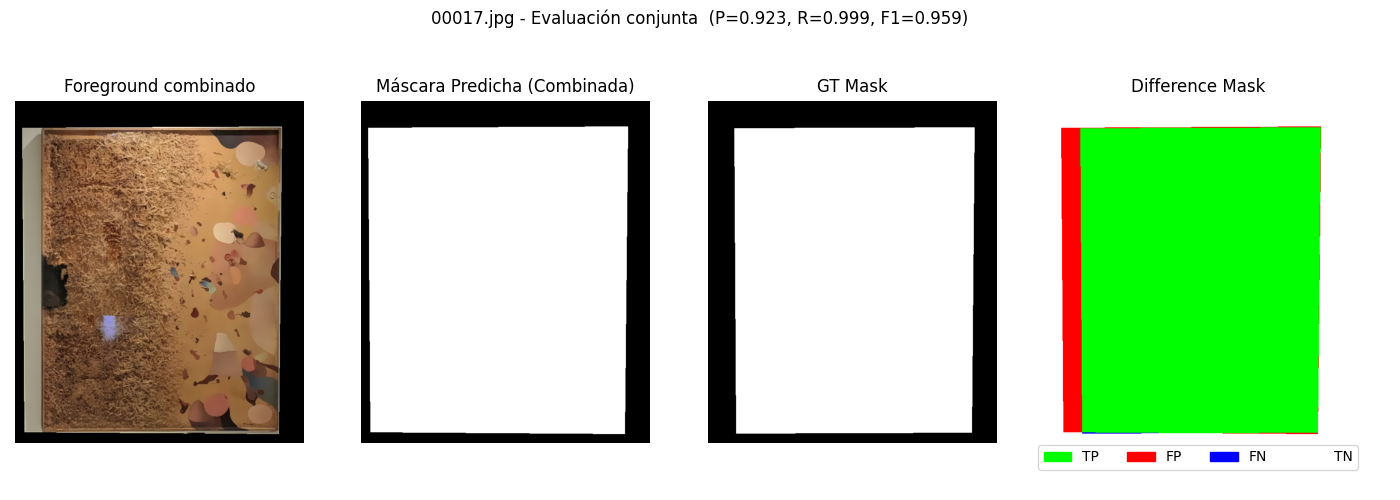 00017.jpg - Evaluación conjunta  (P=0.923, R=0.999, F1=0.959)
Foreground combinado
Máscara Predicha (Combinada)
GT Mask
Difference Mask
TP
FP
FN
TN